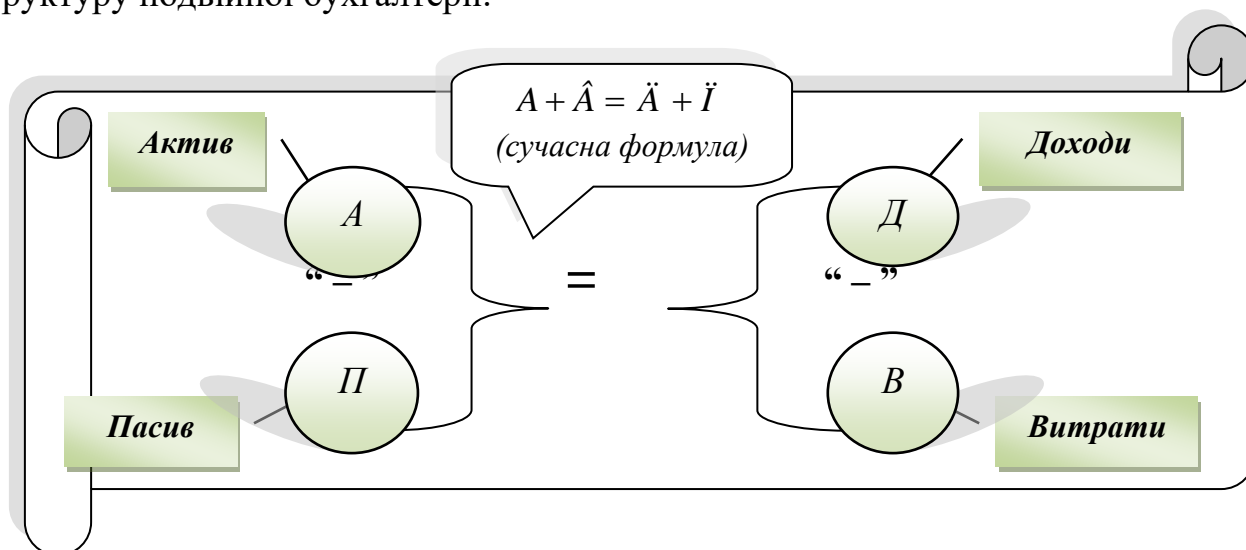 руктуру подвійної бухгалтерії.
A + Â = Ä + Ï
(сучасна формула)
Актив
Доходи
А
Д
“ – ”
=
“ – ”
П
В
Пасив
Витрати